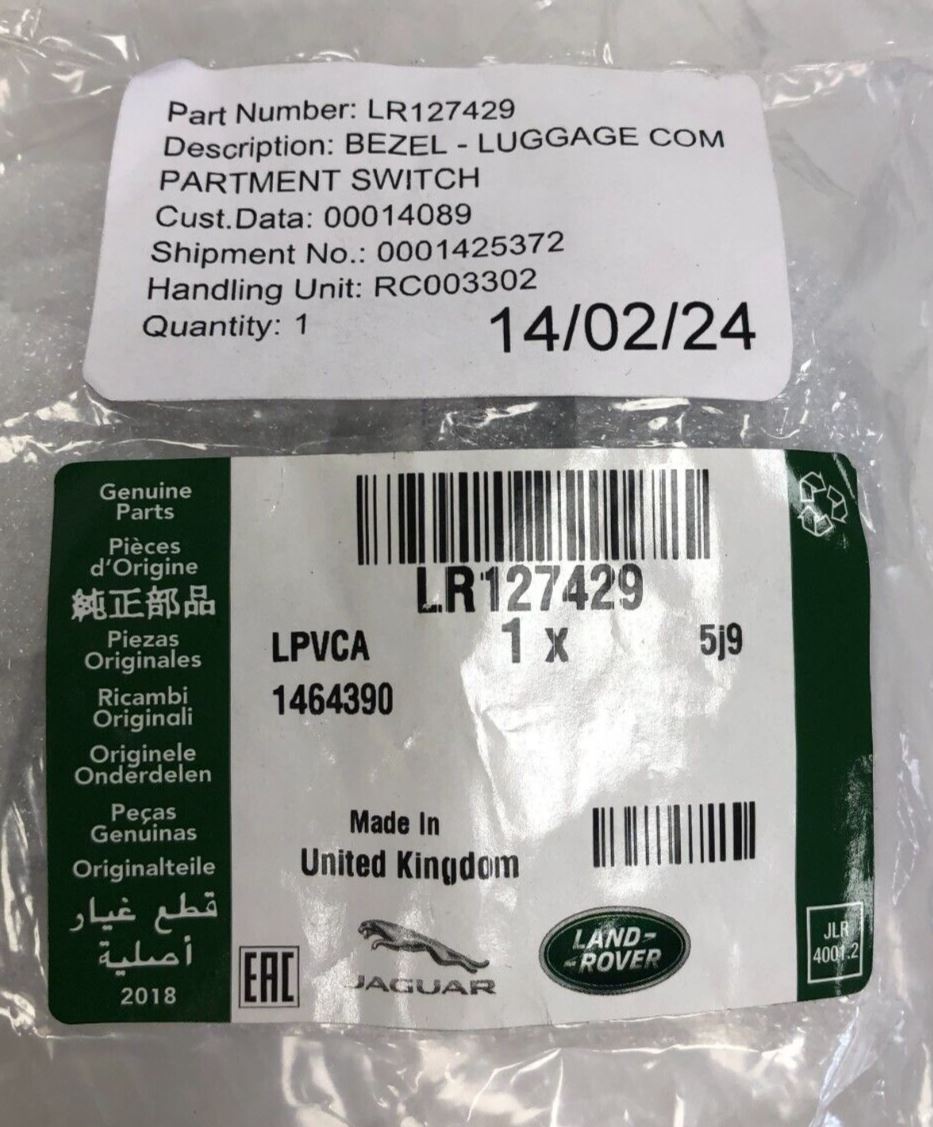 Part Number: LR127429
Description: BEZEL - LUGGAGE COM
PARTMENT SWITCH
Cust.Data: 00014089
Shipment No.: 0001425372
Handling Unit: RC003302
Quantity: 1
14/02/24
Genuine
Parts
Pièces
d'Origine
純正部品
Piezas
Originales
Ricambi
Originali
Originele
Onderdelen
Peças
Genuinas
Originalteile
قطع غيار
أصلية
2018
LR127429
LPVCA 1 x 5j9
1464390
Made In
United Kingdom
EAC
JAGUAR
LAND-
-ROVER
JLR
4001.2